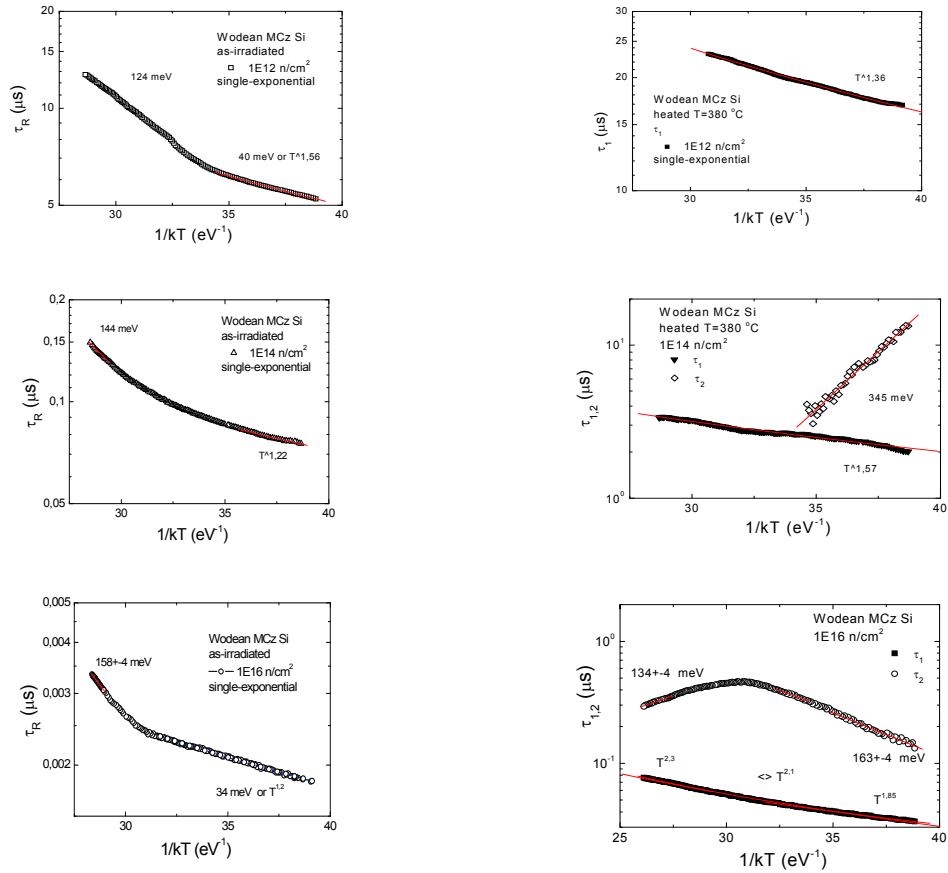 20
10
5
30
35
40
τR (μs)
1/kT (eV-1)
Wodean MCz Si
as-irradiated
1E12 n/cm2
single-exponential
124 meV
40 meV or T^1,56
30
20
10
30
35
40
τ1 (μs)
1/kT (eV-1)
T^1,36
Wodean MCz Si
heated T=380 °C
τ1
1E12 n/cm2
single-exponential
0,2
0,15
0,1
0,05
30
35
40
τR (μs)
1/kT (eV-1)
144 meV
Wodean MCz Si
as-irradiated
1E14 n/cm2
single-exponential
T^1,22
10^1
10^0
30
35
40
τ1,2 (μs)
1/kT (eV-1)
Wodean MCz Si
heated T=380 °C
1E14 n/cm2
τ1
τ2
345 meV
T^1,57
0,005
0,004
0,003
0,002
30
35
40
τR (μs)
1/kT (eV-1)
158+-4 meV
Wodean MCz Si
as-irradiated
1E16 n/cm2
single-exponential
34 meV or T1,2
10^0
10^-1
25
30
35
40
τ1,2 (μs)
1/kT (eV-1)
Wodean MCz Si
1E16 n/cm2
τ1
τ2
134+-4 meV
163+-4 meV
T2,3
<> T2,1
T1,85